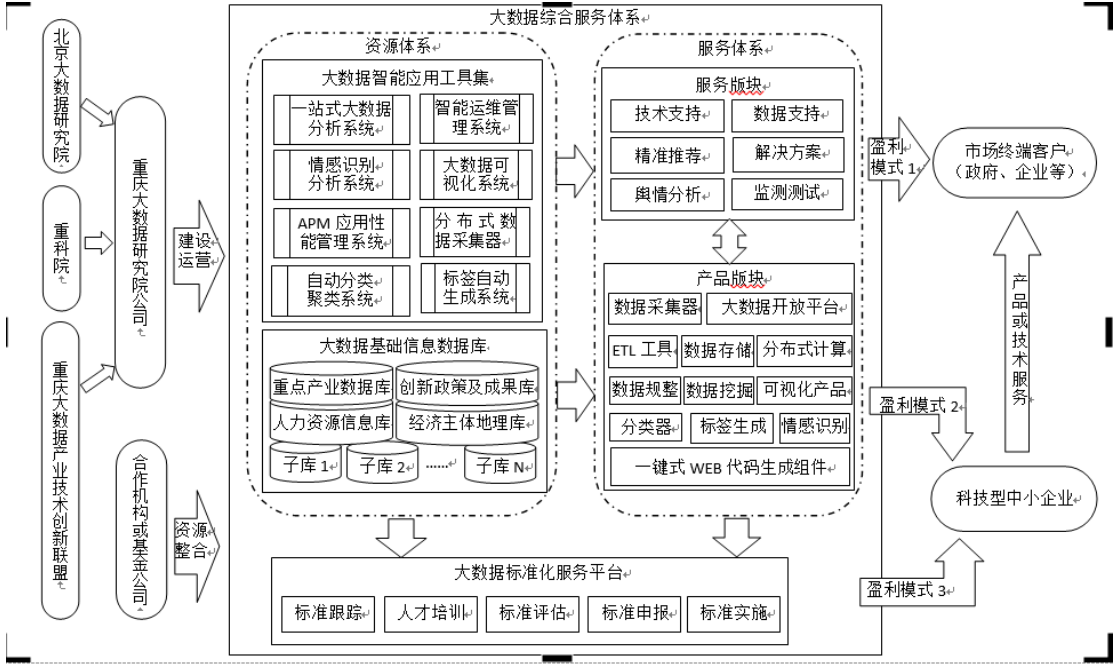 大数据综合服务体系
北京大数据研究院
重科院
重庆大数据产业技术创新联盟
重庆大数据研究院公司
合作机构或基金公司
建设
运营
资源
整合
资源体系
大数据智能应用工具集
一站式大数据
分析系统
智能运维管
理系统
情感识别
分析系统
大数据可
视化系统
APM 应用性
能管理系统
分布式数
据采集器
自动分类
聚类系统
标签自动
生成系统
大数据基础信息数据库
重点产业数据库
创新政策及成果库
人力资源信息库
经济主体地理库
子库 1
子库 2
……
子库 N
服务体系
服务版块
技术支持
数据支持
精准推荐
解决方案
舆情分析
监测测试
产品版块
数据采集器
大数据开放平台
ETL 工具
数据存储
分布式计算
数据规整
数据挖掘
可视化产品
分类器
标签生成
情感识别
一键式 WEB 代码生成组件
大数据标准化服务平台
标准跟踪
人才培训
标准评估
标准申报
标准实施
盈利
模式 1
盈利模式 2
盈利模式 3
市场终端客户
（政府、企业等）
产品或技术服务
科技型中小企业